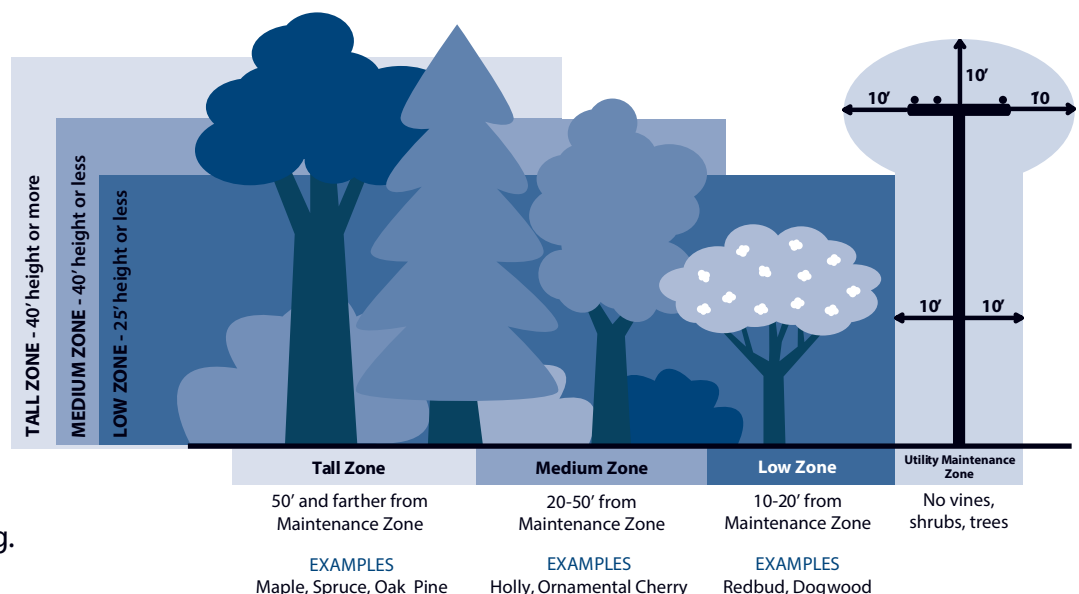 10’
10’
10
TALL ZONE - 40’ height or more
MEDIUM ZONE - 40’ height or less
LOW ZONE - 25’ height or less
10’
10’
Tall Zone
Medium Zone
Low Zone
Utility Maintenance
Zone
50’ and farther from
Maintenance Zone
20-50’ from
Maintenance Zone
10-20’ from
Maintenance Zone
No vines,
shrubs, trees
g.
EXAMPLES
Maple, Spruce, Oak Pine
EXAMPLES
Holly, Ornamental Cherry
EXAMPLES
Redbud, Dogwood